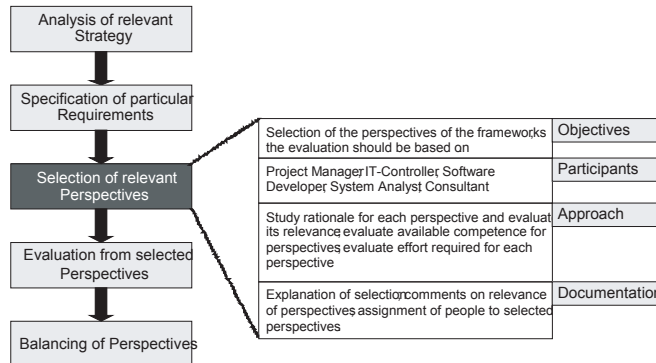 Analysis of relevant
Strategy
Specification of particular
Requirements
Selection of relevant
Perspectives
Evaluation from selected
Perspectives
Balancing of Perspectives
Selection of the perspectives of the frameworks,
the evaluation should be based on
Objectives
Project Manager, IT-Controller, Software
Developer, System Analyst, Consultant
Participants
Study rationale for each perspective and evaluate
its relevance, evaluate available competence for
perspectives, evaluate effort required for each
perspective
Approach
Explanation of selection, comments on relevance
of perspectives, assignment of people to selected
perspectives
Documentation